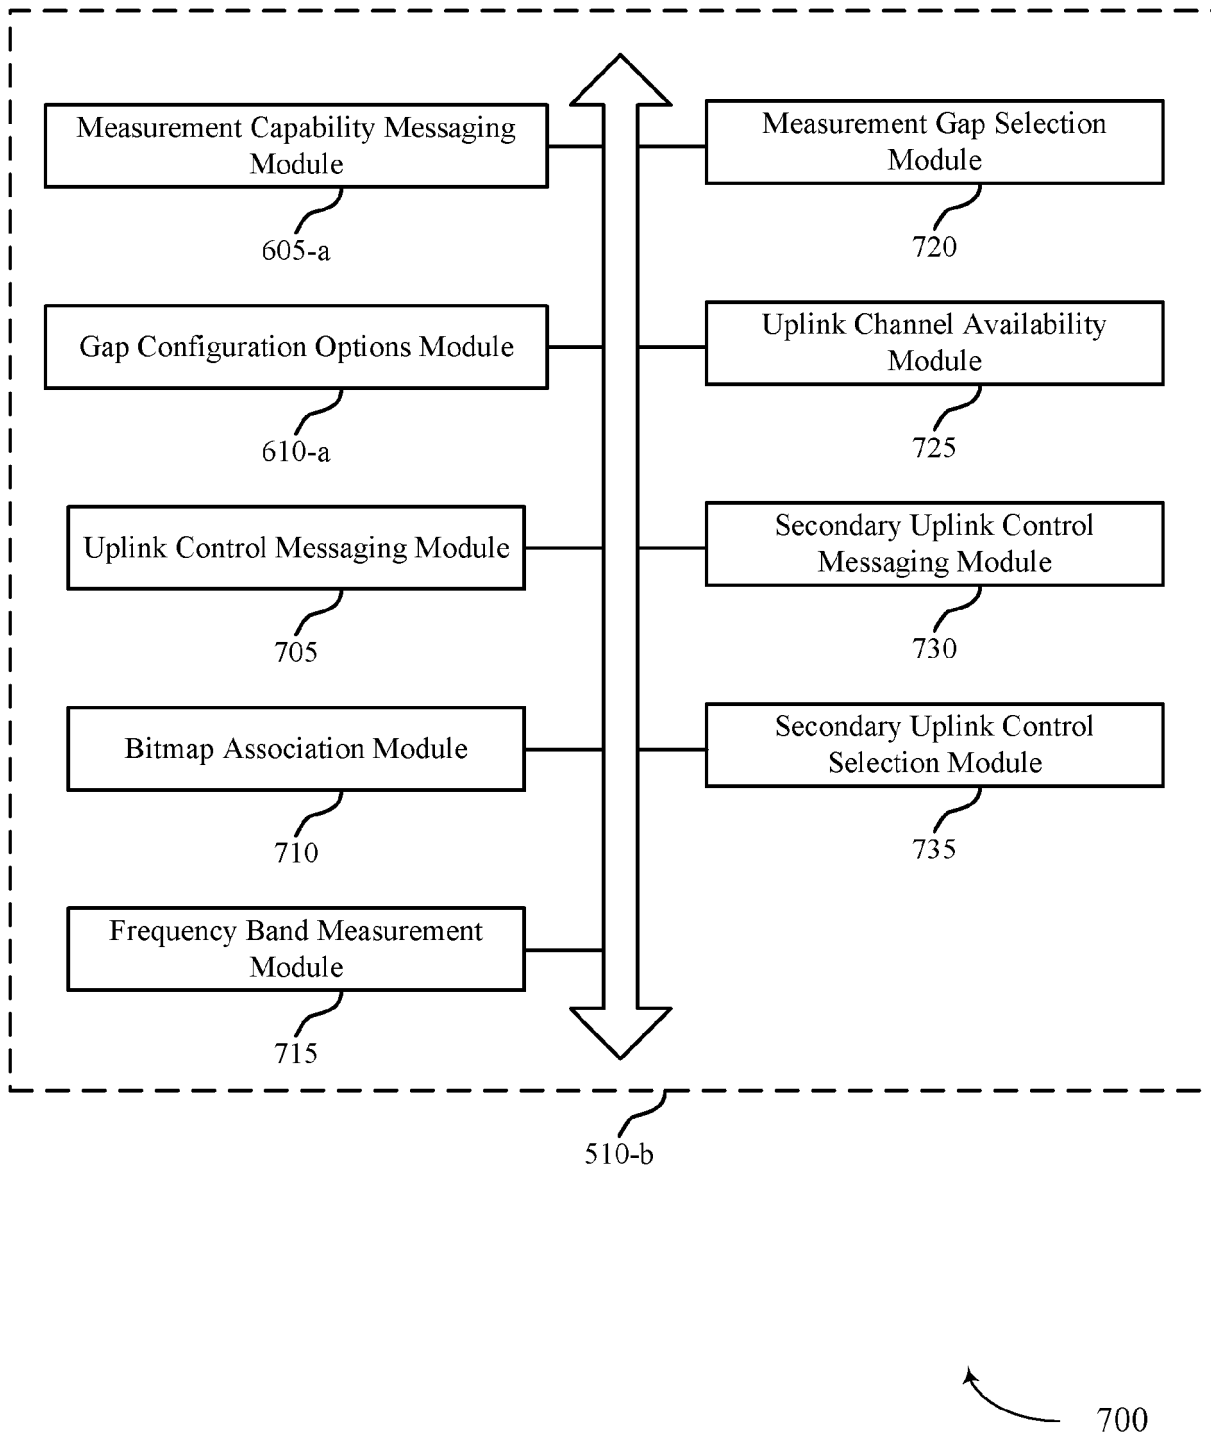 Measurement Capability Messaging
Module
605-a
Gap Configuration Options Module
610-a
Uplink Control Messaging Module
705
Bitmap Association Module
710
Frequency Band Measurement
Module
715
Measurement Gap Selection
Module
720
Uplink Channel Availability
Module
725
Secondary Uplink Control
Messaging Module
730
Secondary Uplink Control
Selection Module
735
510-b
700